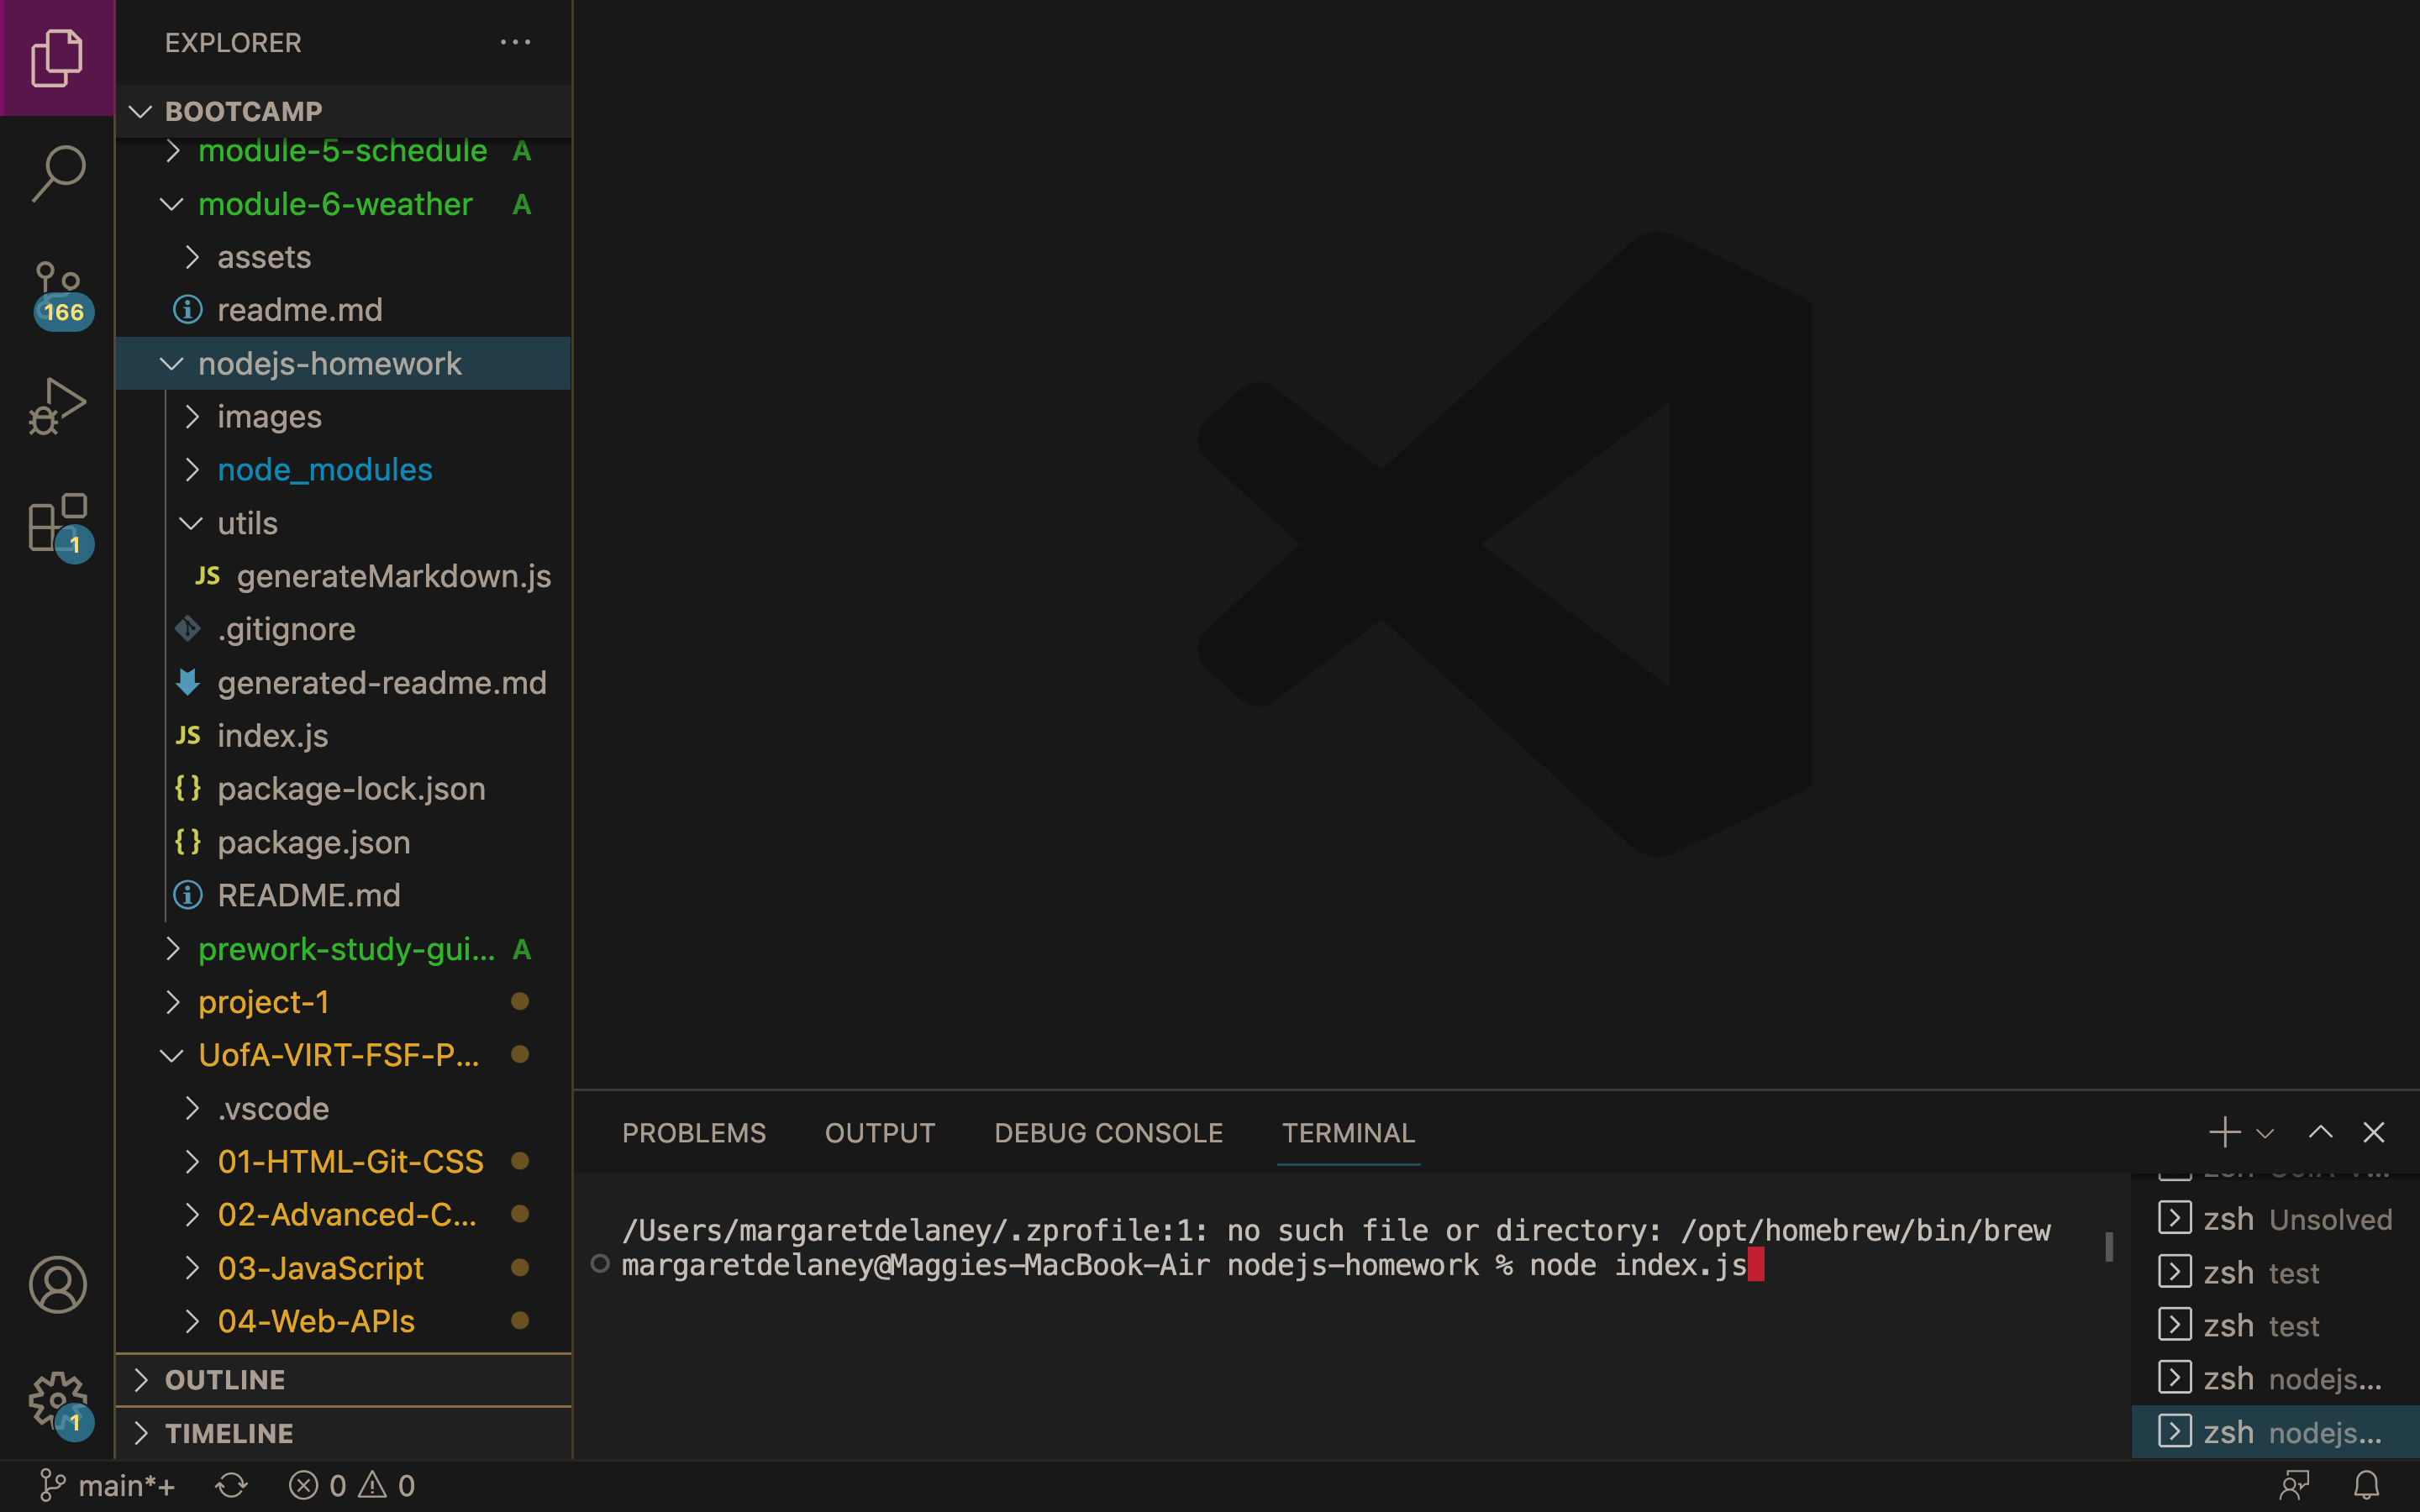 EXPLORER
BOOTCAMP
module-5-schedule A
module-6-weather A
assets
readme.md
166
nodejs-homework
images
node_modules
utils
1
JS generateMarkdown.js
.gitignore
generated-readme.md
JS index.js
{} package-lock.json
{} package.json
README.md
prework-study-gui... A
project-1
UofA-VIRT-FSF-P...
.vscode
01-HTML-Git-CSS
02-Advanced-C...
03-JavaScript
04-Web-APIs
OUTLINE
1
TIMELINE
PROBLEMS OUTPUT DEBUG CONSOLE TERMINAL
/Users/margaretdelaney/.zprofile:1: no such file or directory: /opt/homebrew/bin/brew
margaretdelaney@Maggies-MacBook-Air nodejs-homework % node index.js
zsh Unsolved
zsh test
zsh test
zsh nodejs...
zsh nodejs...
main*+ 0 0